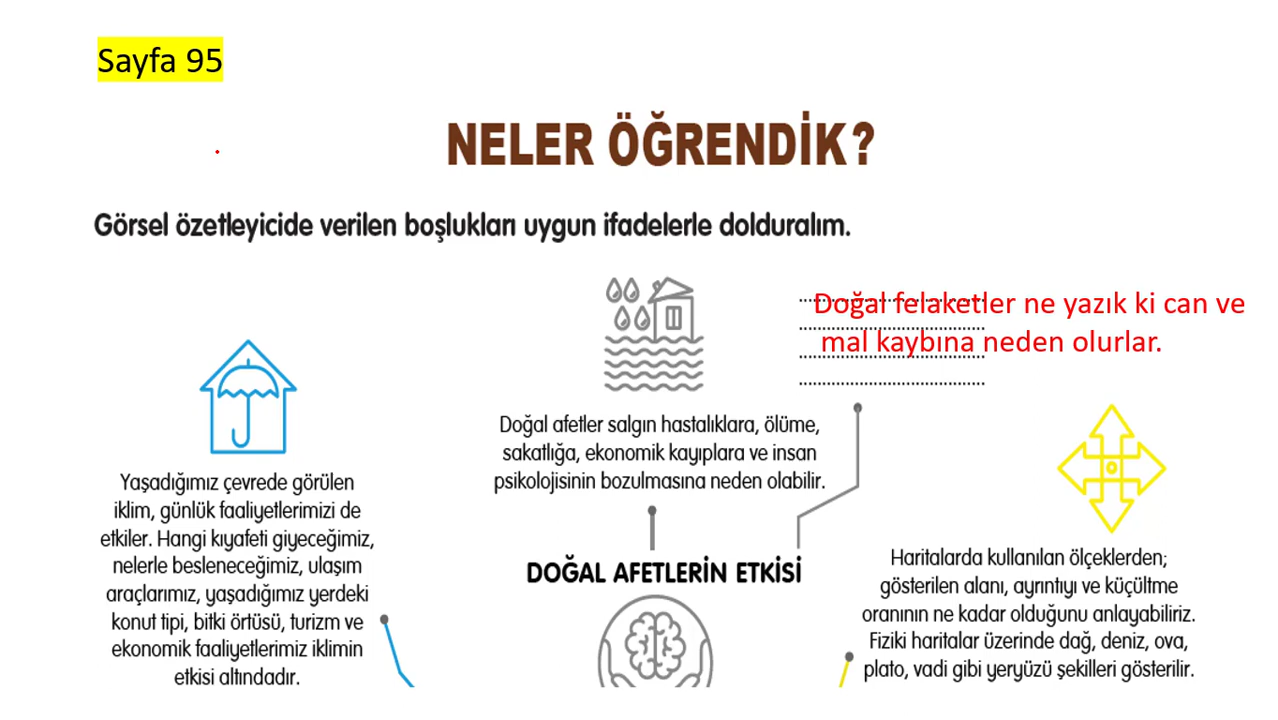 Sayfa 95
NELER ÖĞRENDİK?
Görsel özetleyicide verilen boşlukları uygun ifadelerle dolduralım.
Doğal felaketler ne yazık ki can ve
mal kaybına neden olurlar.
Doğal afetler salgın hastalıklara, ölüme,
sakatlığa, ekonomik kayıplara ve insan
psikolojisinin bozulmasına neden olabilir.
DOĞAL AFETLERİN ETKİSİ
Yaşadığımız çevrede görülen
iklim, günlük faaliyetlerimizi de
etkiler. Hangi kıyafeti giyeceğimiz,
nelerle besleneceğimiz, ulaşım
araçlarımız, yaşadığımız yerdeki
konut tipi, bitki örtüsü, turizm ve
ekonomik faaliyetlerimiz iklimin
etkisi altındadır.
Haritalarda kullanılan ölçeklerden;
gösterilen alanı, ayrıntıyı ve küçültme
oranının ne kadar olduğunu anlayabiliriz.
Fiziki haritalar üzerinde dağ, deniz, ova,
plato, vadi gibi yeryüzü şekilleri gösterilir.